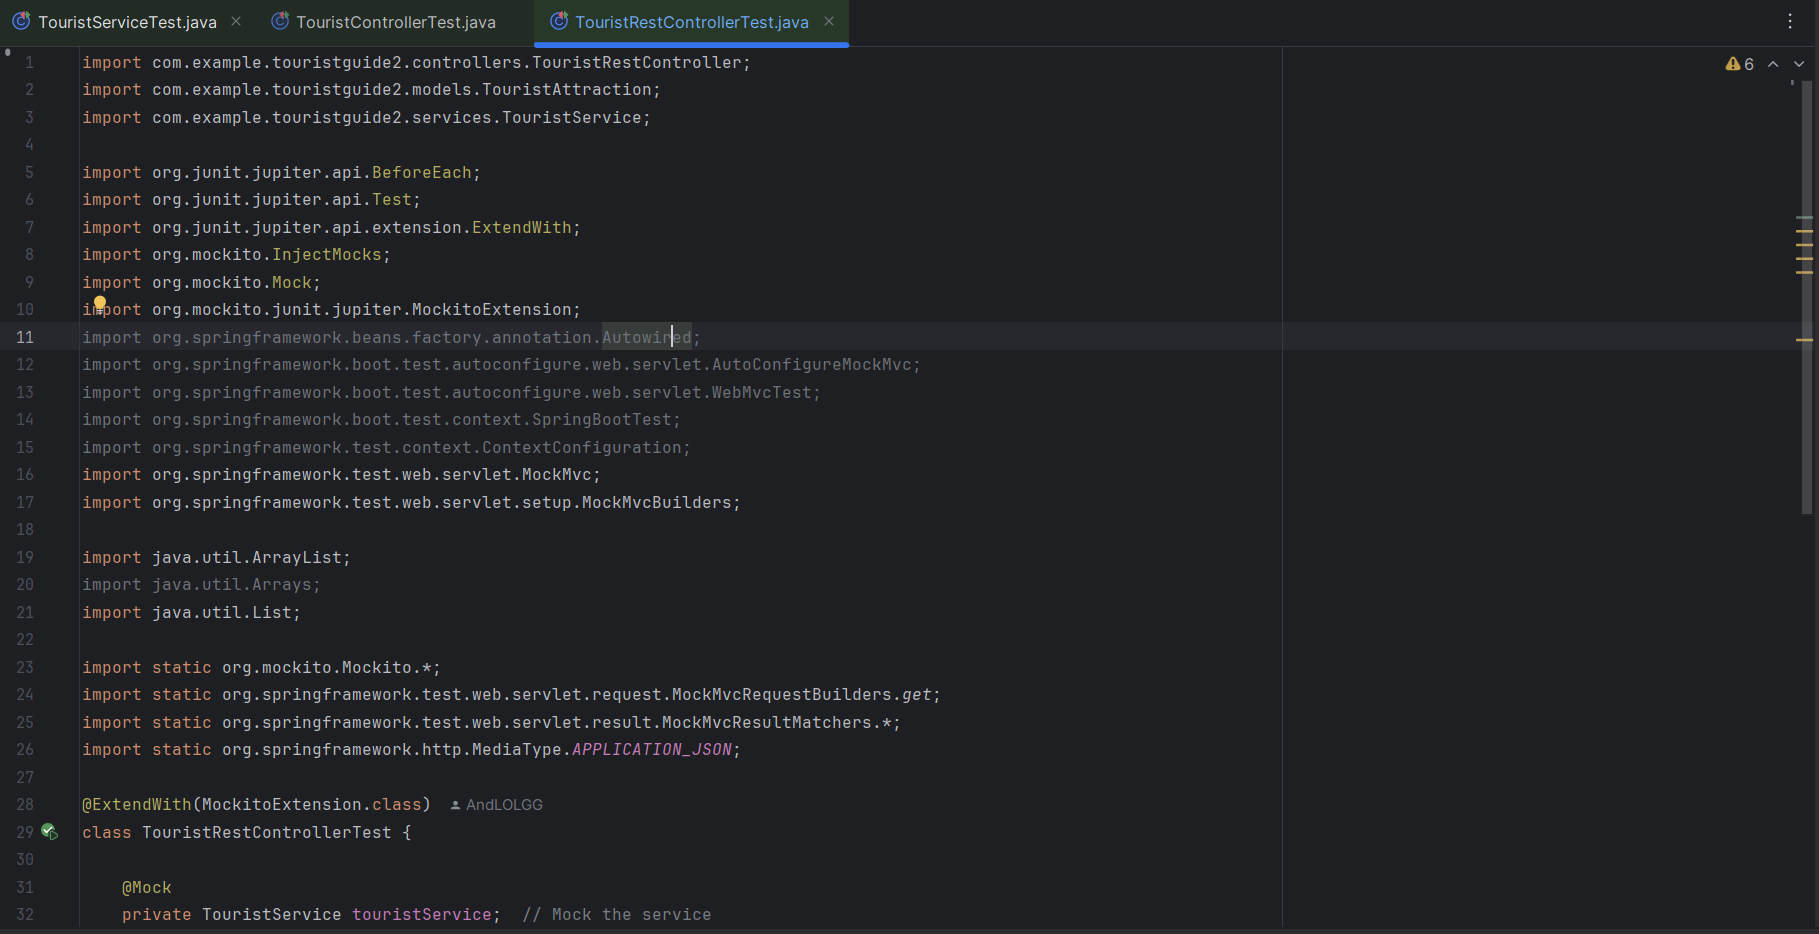 TouristServiceTest.java TouristControllerTest.java TouristRestControllerTest.java
6
1 import com.example.touristguide2.controllers.TouristRestController;
2 import com.example.touristguide2.models.TouristAttraction;
3 import com.example.touristguide2.services.TouristService;
4
5 import org.junit.jupiter.api.BeforeEach;
6 import org.junit.jupiter.api.Test;
7 import org.junit.jupiter.api.extension.ExtendWith;
8 import org.mockito.InjectMocks;
9 import org.mockito.Mock;
10 import org.mockito.junit.jupiter.MockitoExtension;
11 import org.springframework.beans.factory.annotation.Autowired;
12 import org.springframework.boot.test.autoconfigure.web.servlet.AutoConfigureMockMvc;
13 import org.springframework.boot.test.autoconfigure.web.servlet.WebMvcTest;
14 import org.springframework.boot.test.context.SpringBootTest;
15 import org.springframework.test.context.ContextConfiguration;
16 import org.springframework.test.web.servlet.MockMvc;
17 import org.springframework.test.web.servlet.setup.MockMvcBuilders;
18
19 import java.util.ArrayList;
20 import java.util.Arrays;
21 import java.util.List;
22
23 import static org.mockito.Mockito.*;
24 import static org.springframework.test.web.servlet.request.MockMvcRequestBuilders.get;
25 import static org.springframework.test.web.servlet.result.MockMvcResultMatchers.*;
26 import static org.springframework.http.MediaType.APPLICATION_JSON;
27
28 @ExtendWith(MockitoExtension.class) AndLOLGG
29 class TouristRestControllerTest {
30
31 @Mock
32 private TouristService touristService; // Mock the service